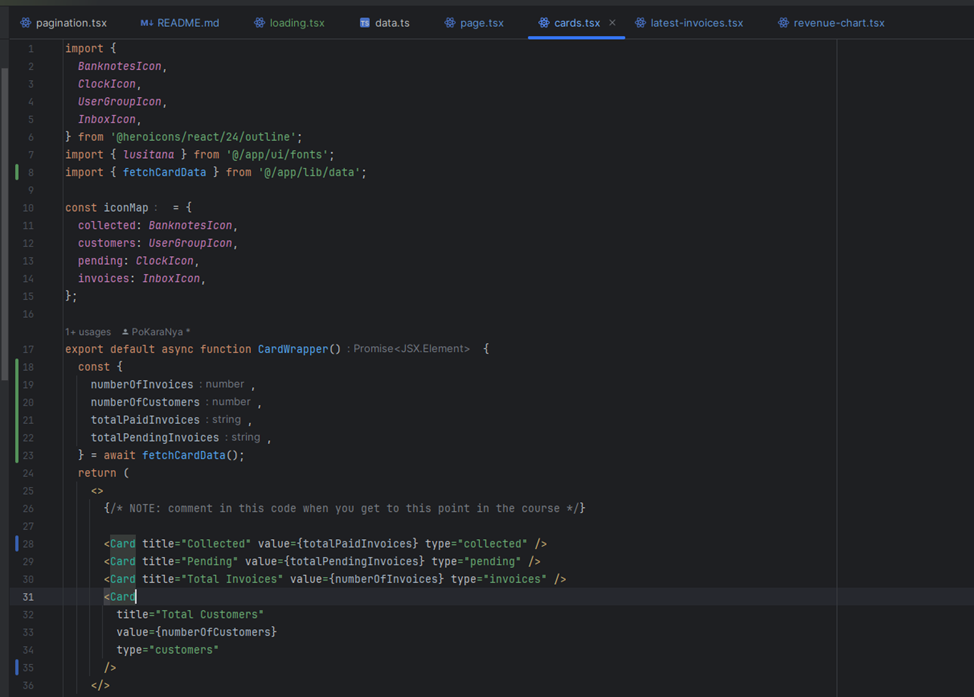 pagination.tsx README.md loading.tsx TS data.ts page.tsx cards.tsx latest-invoices.tsx revenue-chart.tsx
1 import {
2 BanknotesIcon,
3 ClockIcon,
4 UserGroupIcon,
5 InboxIcon,
6 } from '@heroicons/react/24/outline';
7 import { lusitana } from '@/app/ui/fonts';
8 import { fetchCardData } from '@/app/lib/data';
9
10 const iconMap : = {
11 collected: BanknotesIcon,
12 customers: UserGroupIcon,
13 pending: ClockIcon,
14 invoices: InboxIcon,
15 };
16
1+ usages PoKaraNya *
17 export default async function CardWrapper() : Promise<JSX.Element> {
18 const {
19 numberOfInvoices : number ,
20 numberOfCustomers : number ,
21 totalPaidInvoices : string ,
22 totalPendingInvoices : string ,
23 } = await fetchCardData();
24 return (
25 <>
26 {/* NOTE: comment in this code when you get to this point in the course */}
27
28 <Card title="Collected" value={totalPaidInvoices} type="collected" />
29 <Card title="Pending" value={totalPendingInvoices} type="pending" />
30 <Card title="Total Invoices" value={numberOfInvoices} type="invoices" />
31 <Card
32 title="Total Customers"
33 value={numberOfCustomers}
34 type="customers"
35 />
36 </>